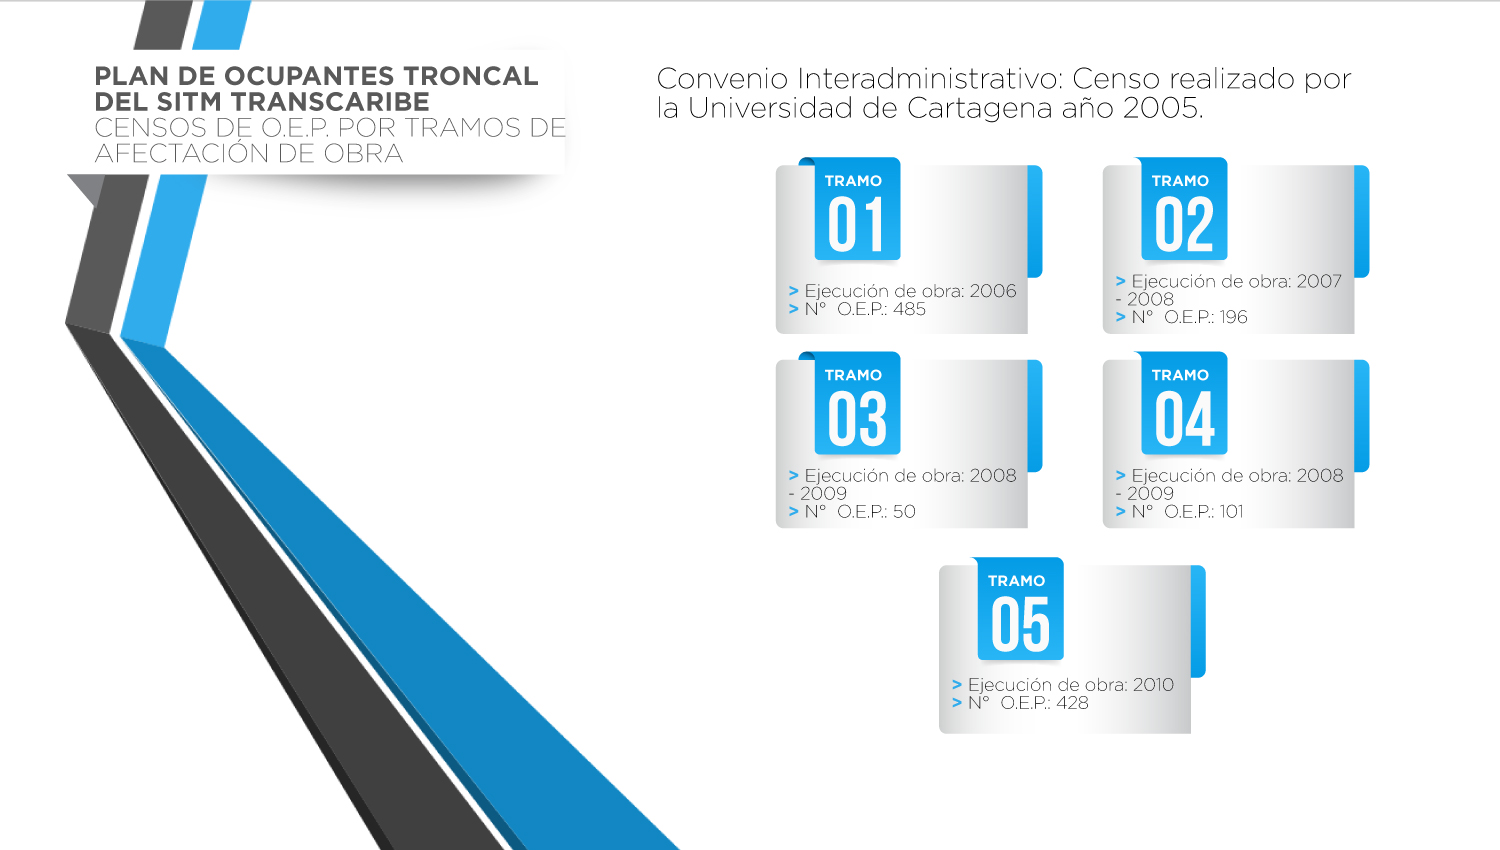 PLAN DE OCUPANTES TRONCAL
DEL SITM TRANSCARIBE
CENSOS DE O.E.P. POR TRAMOS DE
AFECTACIÓN DE OBRA
Convenio Interadministrativo: Censo realizado por
la Universidad de Cartagena año 2005.
TRAMO
01
> Ejecución de obra: 2006
> N° O.E.P.: 485
TRAMO
02
> Ejecución de obra: 2007
- 2008
> N° O.E.P.: 196
TRAMO
03
> Ejecución de obra: 2008
- 2009
> N° O.E.P.: 50
TRAMO
04
> Ejecución de obra: 2008
- 2009
> N° O.E.P.: 101
TRAMO
05
> Ejecución de obra: 2010
> N° O.E.P.: 428